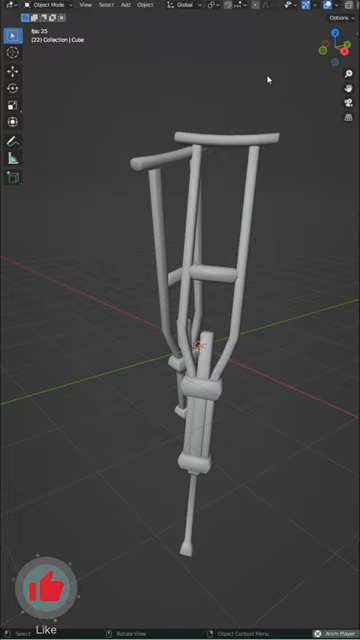 Object Mode View Select Add Object Global
Options
fps: 25
(22) Collection | Cube
Z
Like
Select Rotate View Object Context Menu Anim Player